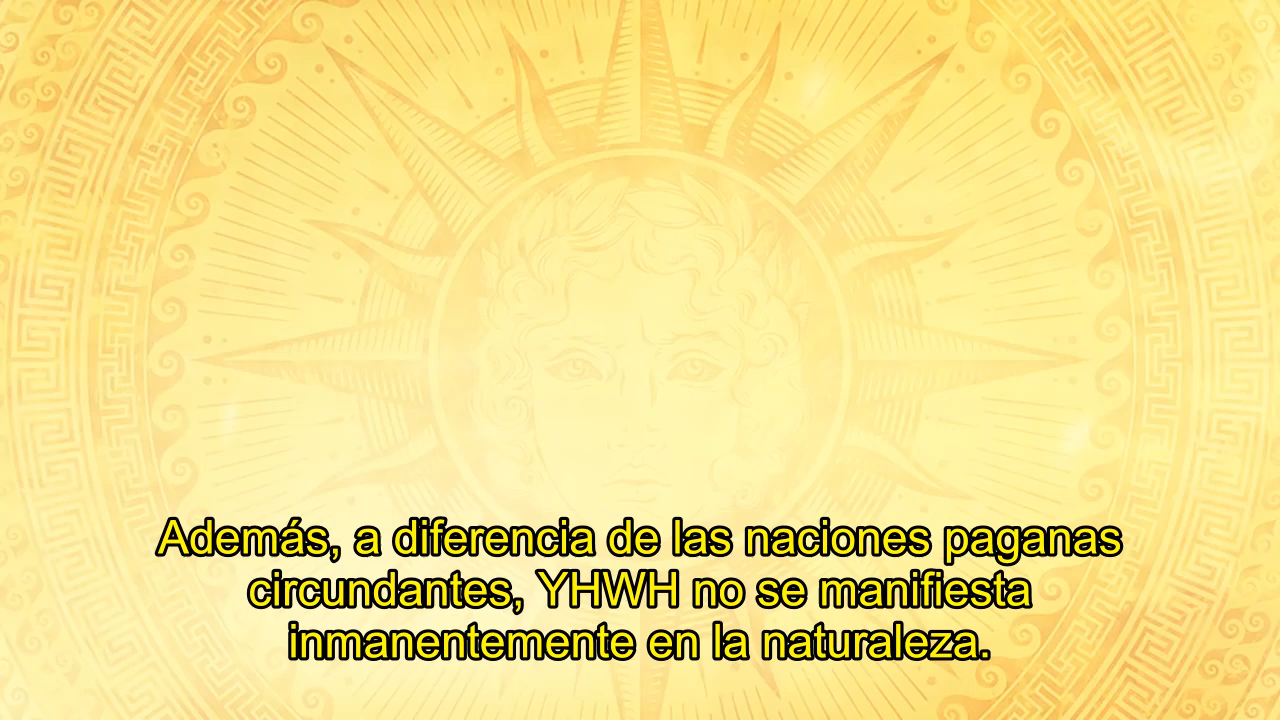 Además, a diferencia de las naciones paganas
circundantes, YHWH no se manifiesta
inmanentemente en la naturaleza.